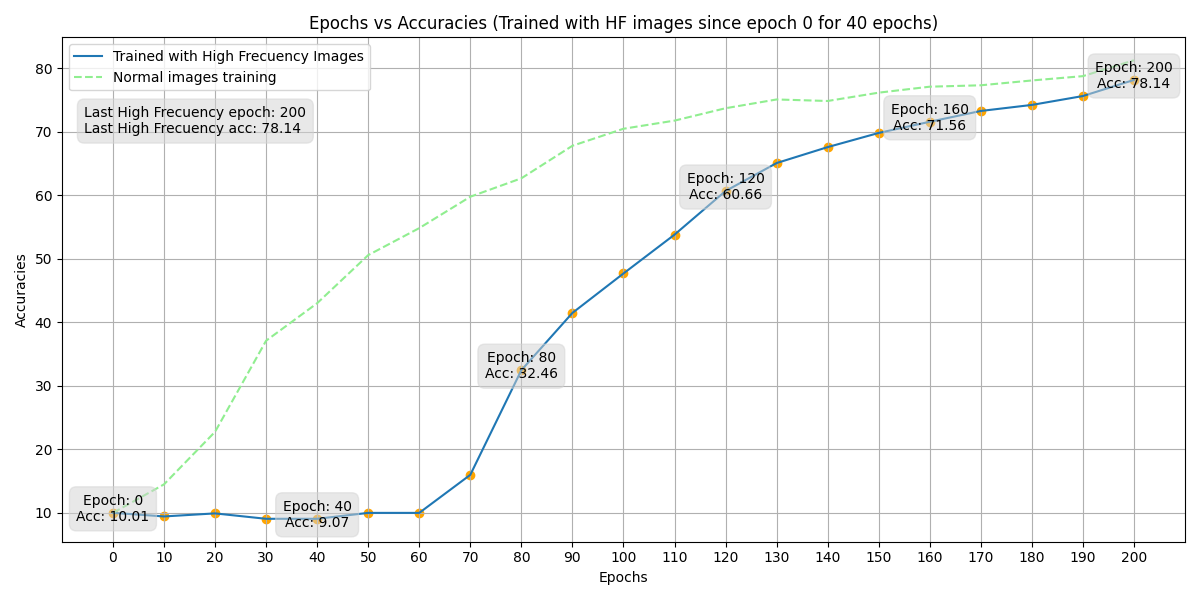 Epochs vs Accuracies (Trained with HF images since epoch 0 for 40 epochs)
Trained with High Frecuency Images
Normal images training
Last High Frecuency epoch: 200
Last High Frecuency acc: 78.14
Epoch: 0
Acc: 10.01
Epoch: 40
Acc: 9.07
Epoch: 80
Acc: 32.46
Epoch: 120
Acc: 60.66
Epoch: 160
Acc: 71.56
Epoch: 200
Acc: 78.14
Accuracies
80
70
60
50
40
30
20
10
0 10 20 30 40 50 60 70 80 90 100 110 120 130 140 150 160 170 180 190 200
Epochs